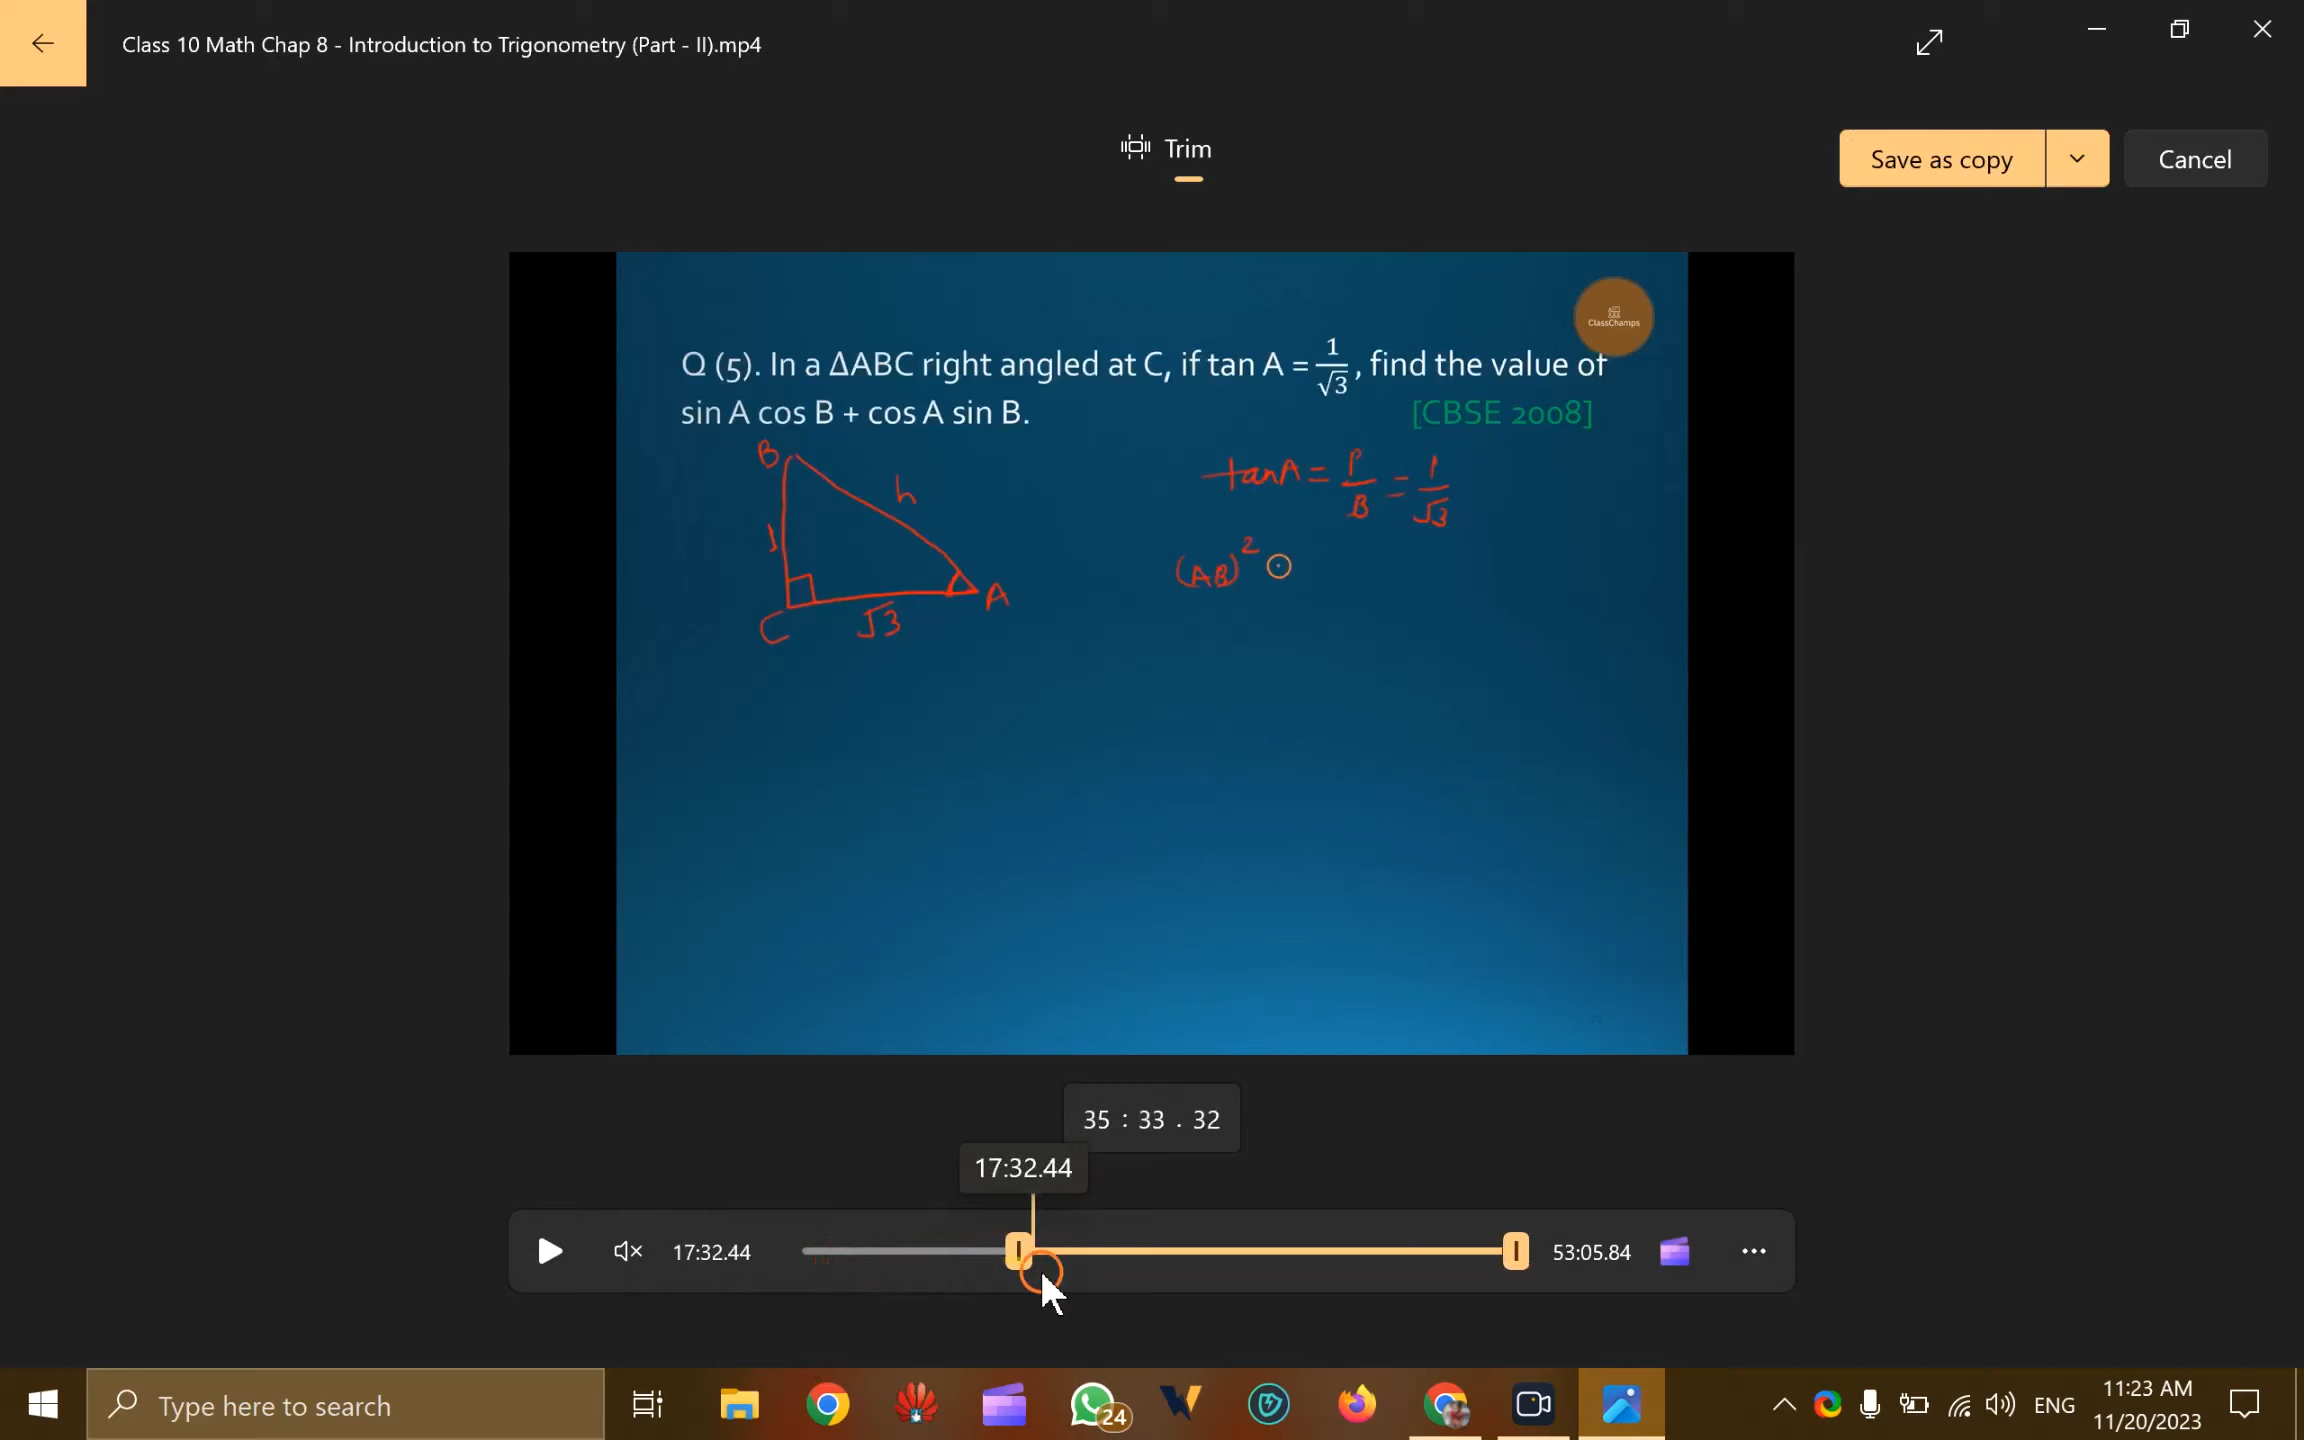 Class 10 Math Chap 8 - Introduction to Trigonometry (Part - II).mp4
Trim
Save as copy
Cancel
ClassChamps
Q (5). In a ΔABC right angled at C, if tan A = 1/√3, find the value of
sin A cos B + cos A sin B. [CBSE 2008]
B
h
1
C
√3
A
tanA = P/B = 1/√3
(AB)²
35 : 33 . 32
17:32.44
17:32.44
53:05.84
Type here to search
24
ENG
11:23 AM
11/20/2023